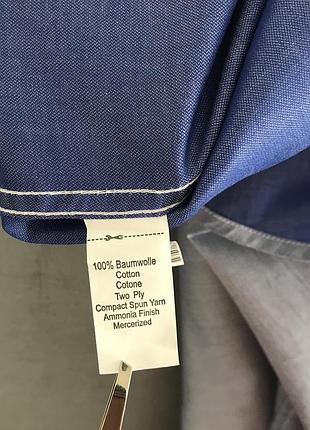 100% Baumwolle
Cotton
Cotone
Two Ply
Compact Spun Yarn
Ammonia Finish
Mercerized